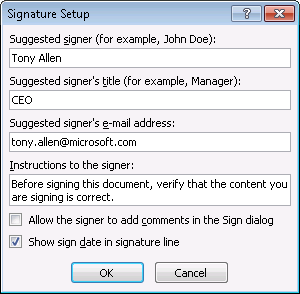 Signature Setup
Suggested signer (for example, John Doe):
Tony Allen
Suggested signer's title (for example, Manager):
CEO
Suggested signer's e-mail address:
tony.allen@microsoft.com
Instructions to the signer:
Before signing this document, verify that the content you
are signing is correct.
Allow the signer to add comments in the Sign dialog
Show sign date in signature line
OK Cancel